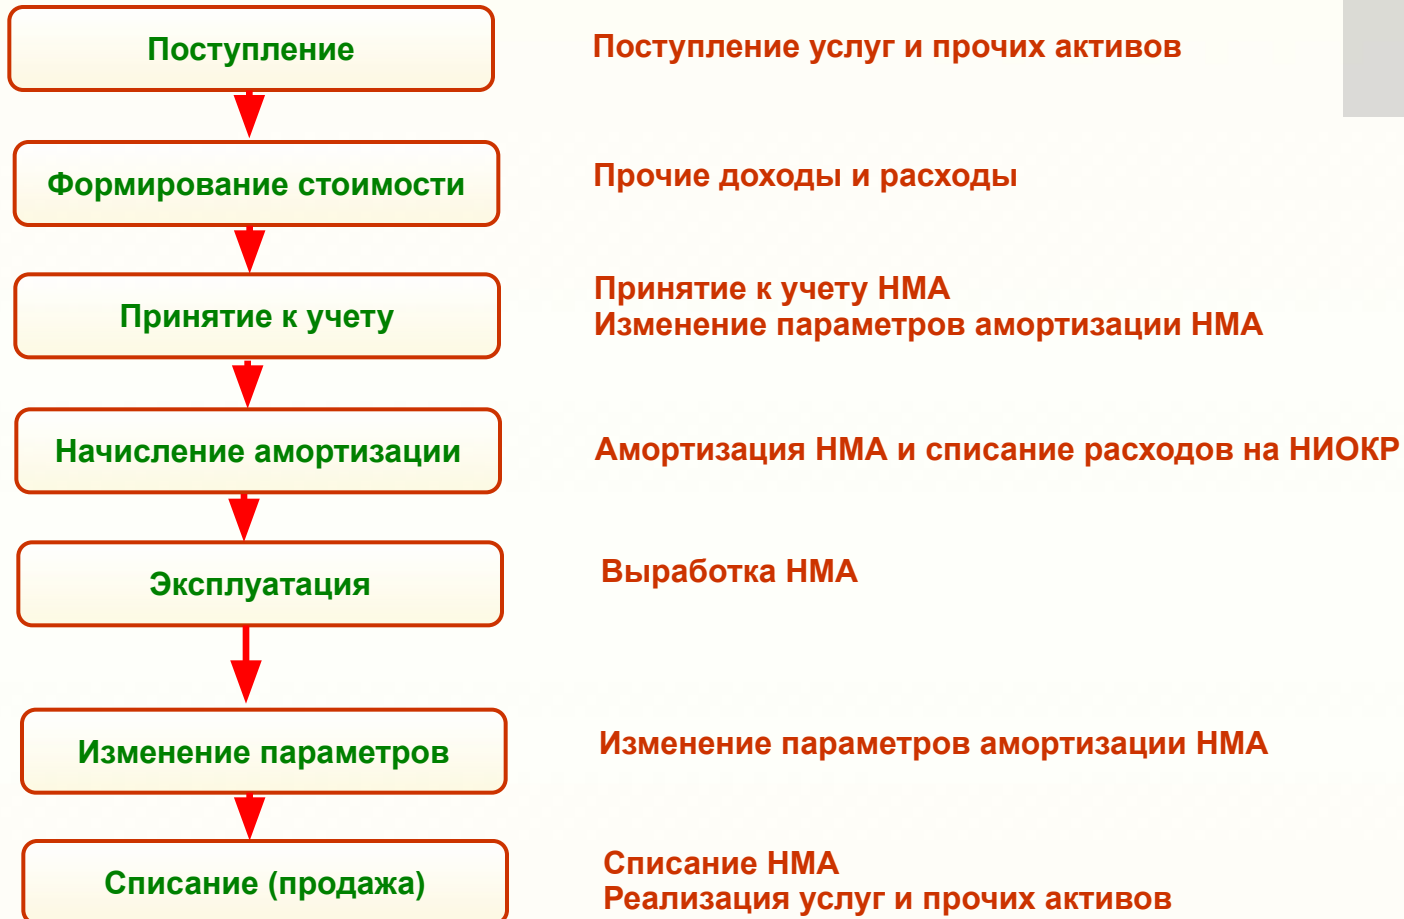 Поступление
Поступление услуг и прочих активов
Формирование стоимости
Прочие доходы и расходы
Принятие к учету
Принятие к учету НМА
Изменение параметров амортизации НМА
Начисление амортизации
Амортизация НМА и списание расходов на НИОКР
Эксплуатация
Выработка НМА
Изменение параметров
Изменение параметров амортизации НМА
Списание (продажа)
Списание НМА
Реализация услуг и прочих активов